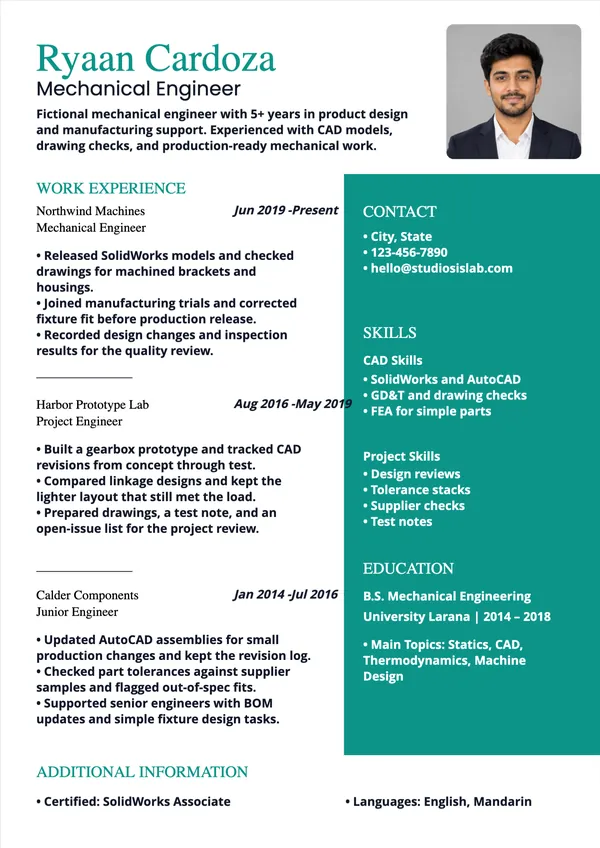 Ryaan Cardoza
Mechanical Engineer
Fictional mechanical engineer with 5+ years in product design
and manufacturing support. Experienced with CAD models,
drawing checks, and production-ready mechanical work.
WORK EXPERIENCE
Northwind Machines
Jun 2019 -Present
Mechanical Engineer
• Released SolidWorks models and checked
drawings for machined brackets and
housings.
• Joined manufacturing trials and corrected
fixture fit before production release.
• Recorded design changes and inspection
results for the quality review.
Harbor Prototype Lab
Aug 2016 -May 2019
Project Engineer
• Built a gearbox prototype and tracked CAD
revisions from concept through test.
• Compared linkage designs and kept the
lighter layout that still met the load.
• Prepared drawings, a test note, and an
open-issue list for the project review.
Calder Components
Jan 2014 -Jul 2016
Junior Engineer
• Updated AutoCAD assemblies for small
production changes and kept the revision log.
• Checked part tolerances against supplier
samples and flagged out-of-spec fits.
• Supported senior engineers with BOM
updates and simple fixture design tasks.
CONTACT
• City, State
• 123-456-7890
• hello@studiosislab.com
SKILLS
CAD Skills
• SolidWorks and AutoCAD
• GD&T and drawing checks
• FEA for simple parts
Project Skills
• Design reviews
• Tolerance stacks
• Supplier checks
• Test notes
EDUCATION
B.S. Mechanical Engineering
University Larana | 2014 – 2018
• Main Topics: Statics, CAD,
Thermodynamics, Machine
Design
ADDITIONAL INFORMATION
• Certified: SolidWorks Associate
• Languages: English, Mandarin